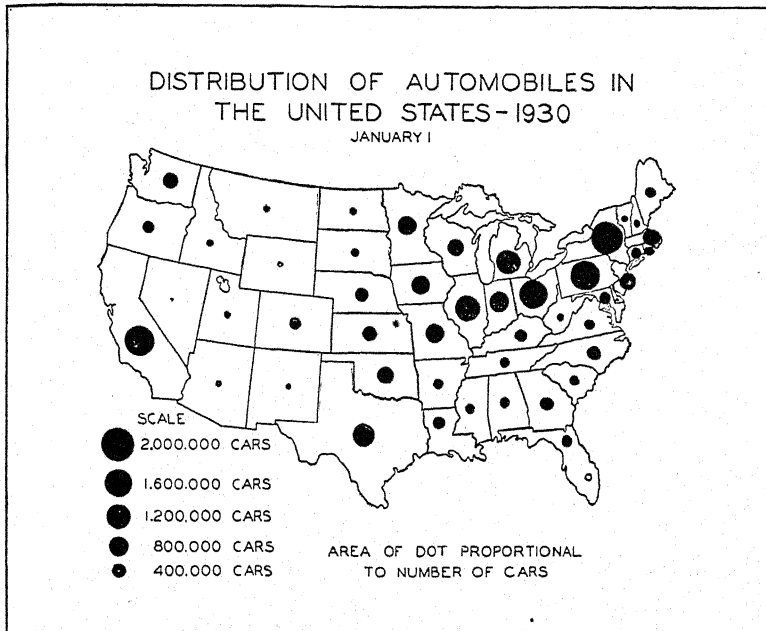 DISTRIBUTION OF AUTOMOBILES IN
THE UNITED STATES-1930
JANUARY 1
SCALE
2.000.000 CARS
1.600.000 CARS
1.200.000 CARS
800.000 CARS
400.000 CARS
AREA OF DOT PROPORTIONAL
TO NUMBER OF CARS